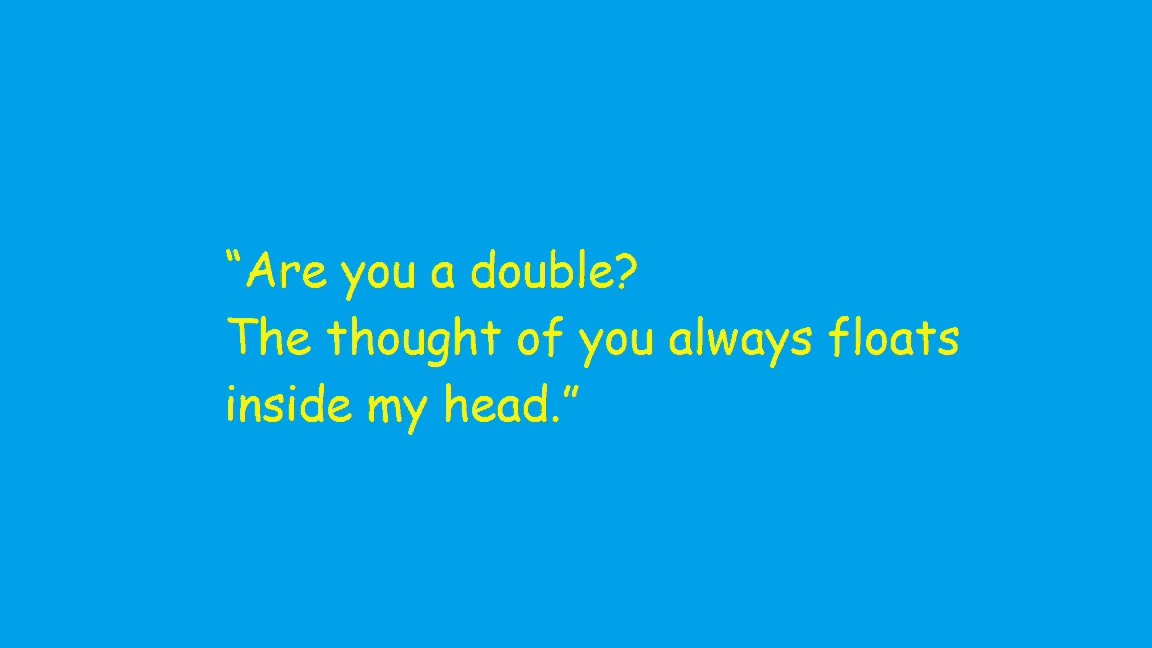 “Are you a double?
The thought of you always floats
inside my head.”